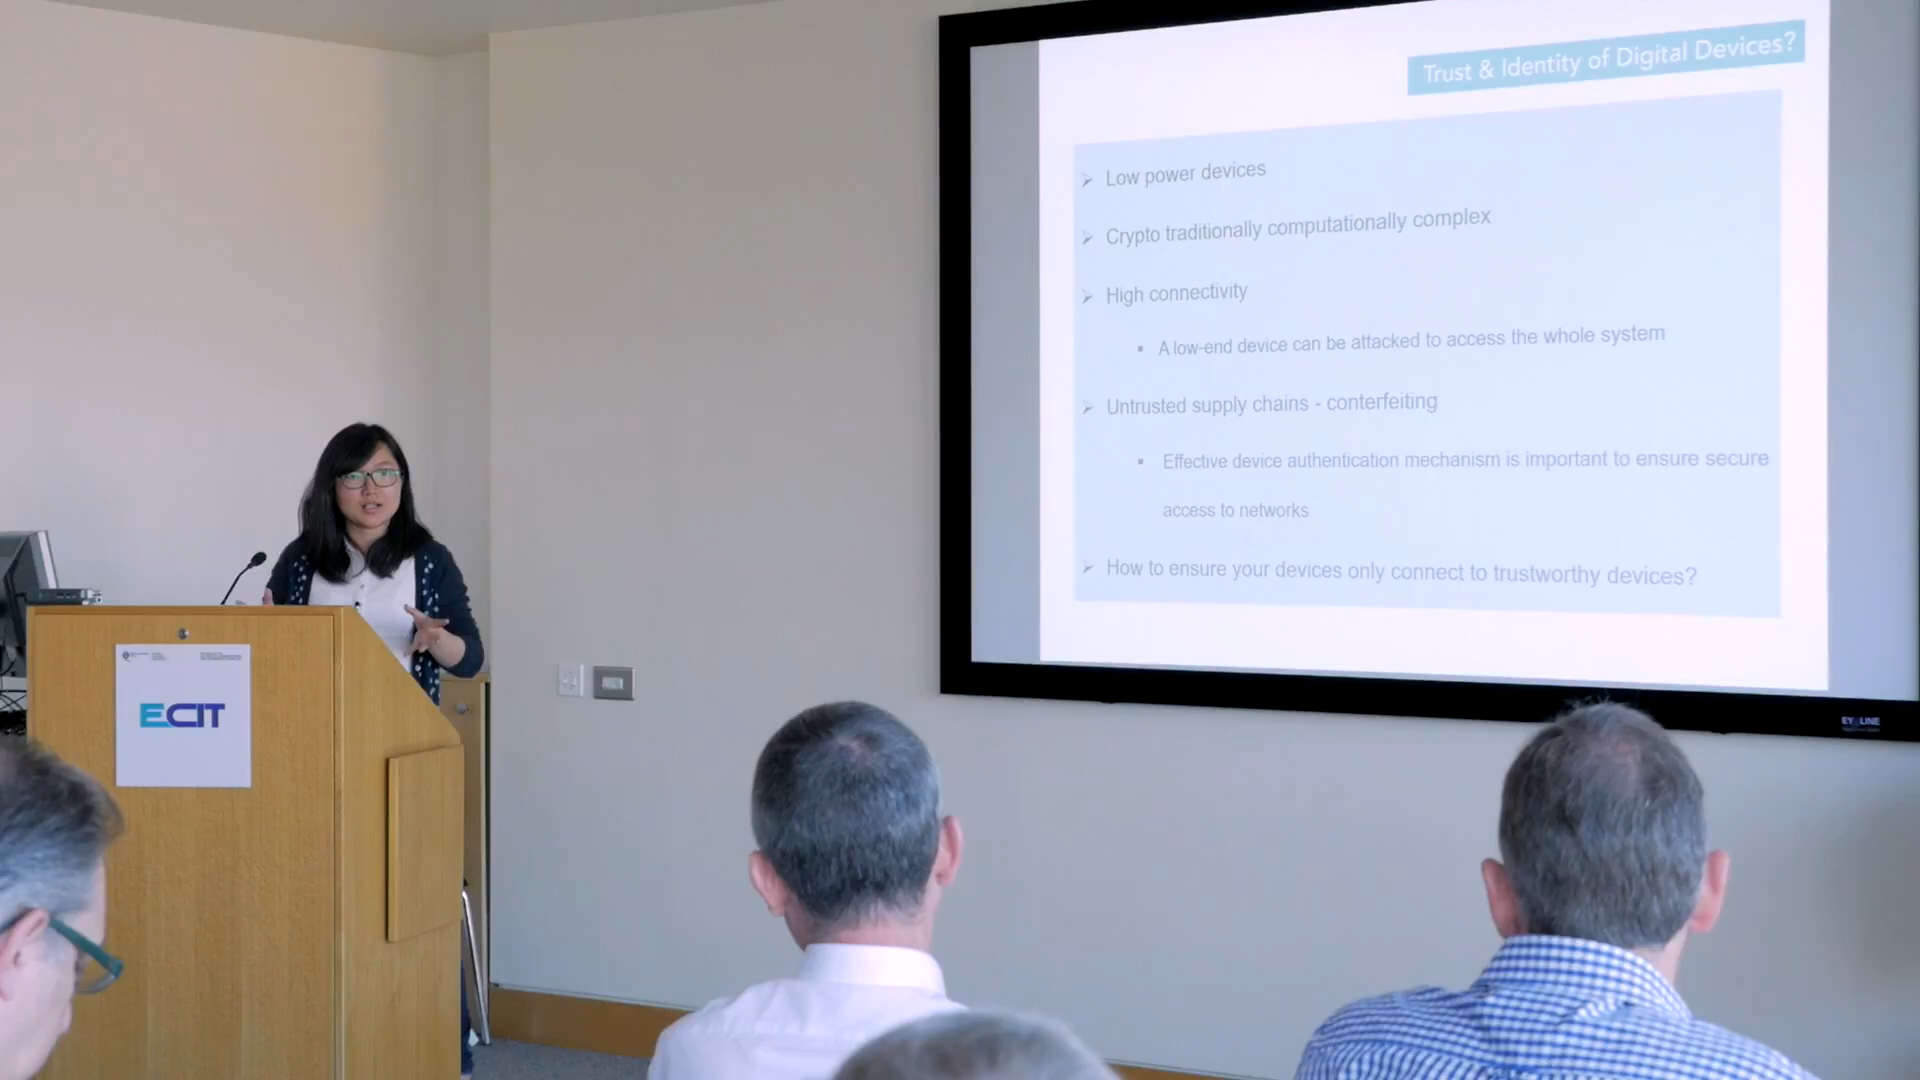 Trust & Identity of Digital Devices?
Low power devices
Crypto traditionally computationally complex
High connectivity
A low-end device can be attacked to access the whole system
Untrusted supply chains - conterfeiting
Effective device authentication mechanism is important to ensure secure
access to networks
How to ensure your devices only connect to trustworthy devices?
ECIT